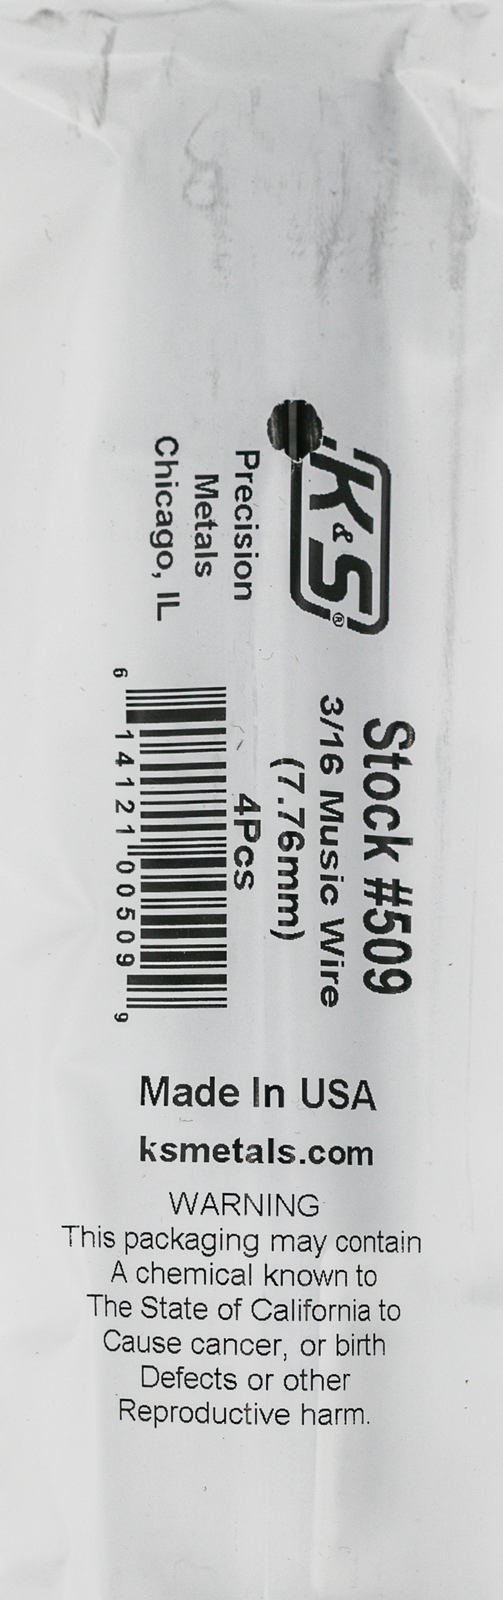 K&S®
Precision
Metals
Chicago, IL
Stock #509
3/16 Music Wire
(7.76mm)
4Pcs
6 14121 00509 9
Made In USA
ksmetals.com
WARNING
This packaging may contain
A chemical known to
The State of California to
Cause cancer, or birth
Defects or other
Reproductive harm.